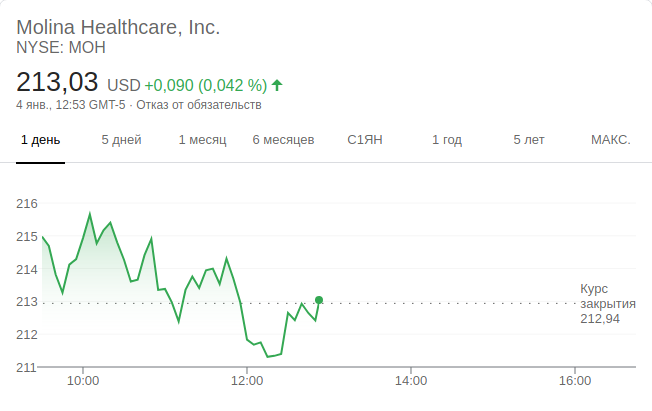 Molina Healthcare, Inc.
NYSE: MOH
213,03 USD +0,090 (0,042 %)
4 янв., 12:53 GMT-5 · Отказ от обязательств
1 день 5 дней 1 месяц 6 месяцев С1ЯН 1 год 5 лет МАКС.
216
215
214
213
212
211
Курс
закрытия
212,94
10:00 12:00 14:00 16:00